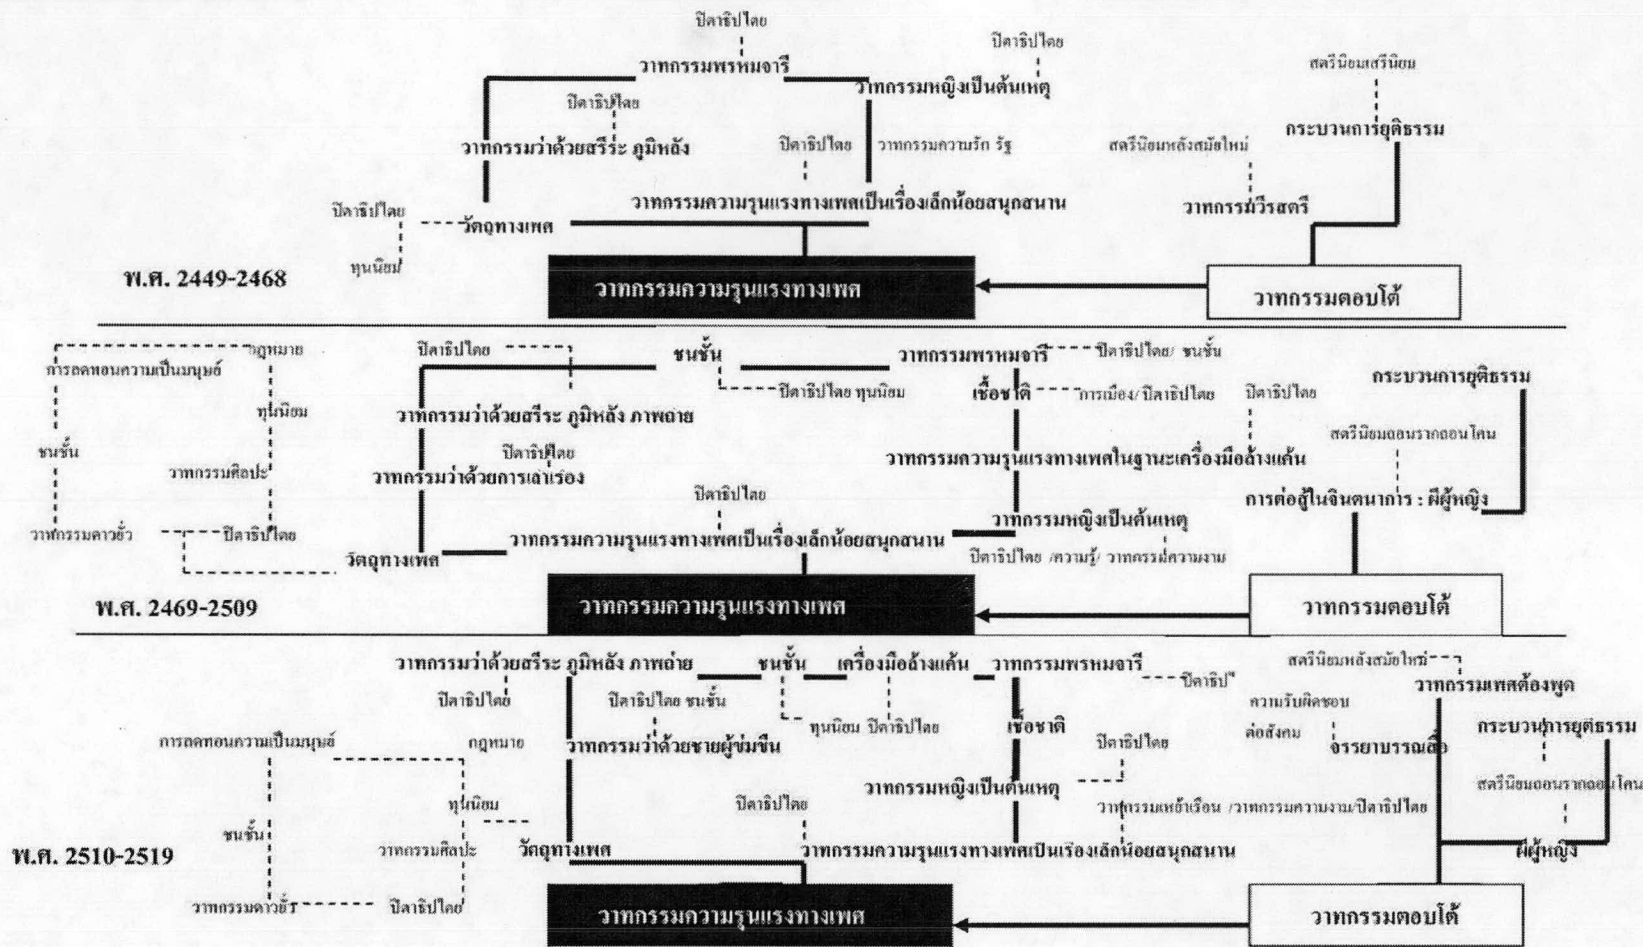 ปิตาธิปไตย
วาทกรรมพรหมจารี
ปิตาธิปไตย
วาทกรรมหญิงเป็นต้นเหตุ
สตรีนิยมเสรีนิยม
กระบวนการยุติธรรม
ปิตาธิปไตย
วาทกรรมว่าด้วยสรีระ ภูมิหลัง
ปิตาธิปไตย
วาทกรรมความรัก รัฐ
สตรีนิยมหลังสมัยใหม่
วาทกรรมวีรสตรี
วาทกรรมความรุนแรงทางเพศเป็นเรื่องเล็กน้อยสนุกสนาน
ปิตาธิปไตย
วัตถุทางเพศ
ทุนนิยม
พ.ศ. 2449-2468
วาทกรรมความรุนแรงทางเพศ
วาทกรรมตอบโต้
กฎหมาย
การลดทอนความเป็นมนุษย์
ปิตาธิปไตย
ชนชั้น
วาทกรรมพรหมจารี
ปิตาธิปไตย/ ชนชั้น
กระบวนการยุติธรรม
ทุนนิยม
ปิตาธิปไตย ทุนนิยม
เชื้อชาติ
การเมือง/ ปิตาธิปไตย
ปิตาธิปไตย
วาทกรรมว่าด้วยสรีระ ภูมิหลัง ภาพถ่าย
สตรีนิยมถอนรากถอนโคน
ชนชั้น
วาทกรรมศิลปะ
ปิตาธิปไตย
วาทกรรมว่าด้วยการเล่าเรื่อง
วาทกรรมความรุนแรงทางเพศในฐานะเครื่องมือล้างแค้น
ปิตาธิปไตย
การต่อสู้ในจินตนาการ : ผีผู้หญิง
วาทกรรมดาวยั่ว
ปิตาธิปไตย
วัตถุทางเพศ
วาทกรรมความรุนแรงทางเพศเป็นเรื่องเล็กน้อยสนุกสนาน
วาทกรรมหญิงเป็นต้นเหตุ
ปิตาธิปไตย /ความรู้/ วาทกรรมความงาม
พ.ศ. 2469-2509
วาทกรรมความรุนแรงทางเพศ
วาทกรรมตอบโต้
วาทกรรมว่าด้วยสรีระ ภูมิหลัง ภาพถ่าย
ชนชั้น
เครื่องมือล้างแค้น
วาทกรรมพรหมจารี
สตรีนิยมหลังสมัยใหม่
ปิตาธิป
วาทกรรมเพศต้องพูด
ปิตาธิปไตย
ปิตาธิปไตย ชนชั้น
ทุนนิยม
ปิตาธิปไตย
เชื้อชาติ
ความรับผิดชอบ
ต่อสังคม
จรรยาบรรณสื่อ
กระบวนการยุติธรรม
การลดทอนความเป็นมนุษย์
กฎหมาย
วาทกรรมว่าด้วยชายผู้ข่มขืน
ปิตาธิปไตย
วาทกรรมหญิงเป็นต้นเหตุ
สตรีนิยมถอนรากถอนโคน
ทุนนิยม
ปิตาธิปไตย
วาทกรรมเหย้าเรือน /วาทกรรมความงาม/ปิตาธิปไตย
พ.ศ. 2510-2519
ชนชั้น
วาทกรรมศิลปะ
วัตถุทางเพศ
วาทกรรมความรุนแรงทางเพศเป็นเรื่องเล็กน้อยสนุกสนาน
ผีผู้หญิง
วาทกรรมดาวยั่ว
ปิตาธิปไตย
วาทกรรมความรุนแรงทางเพศ
วาทกรรมตอบโต้